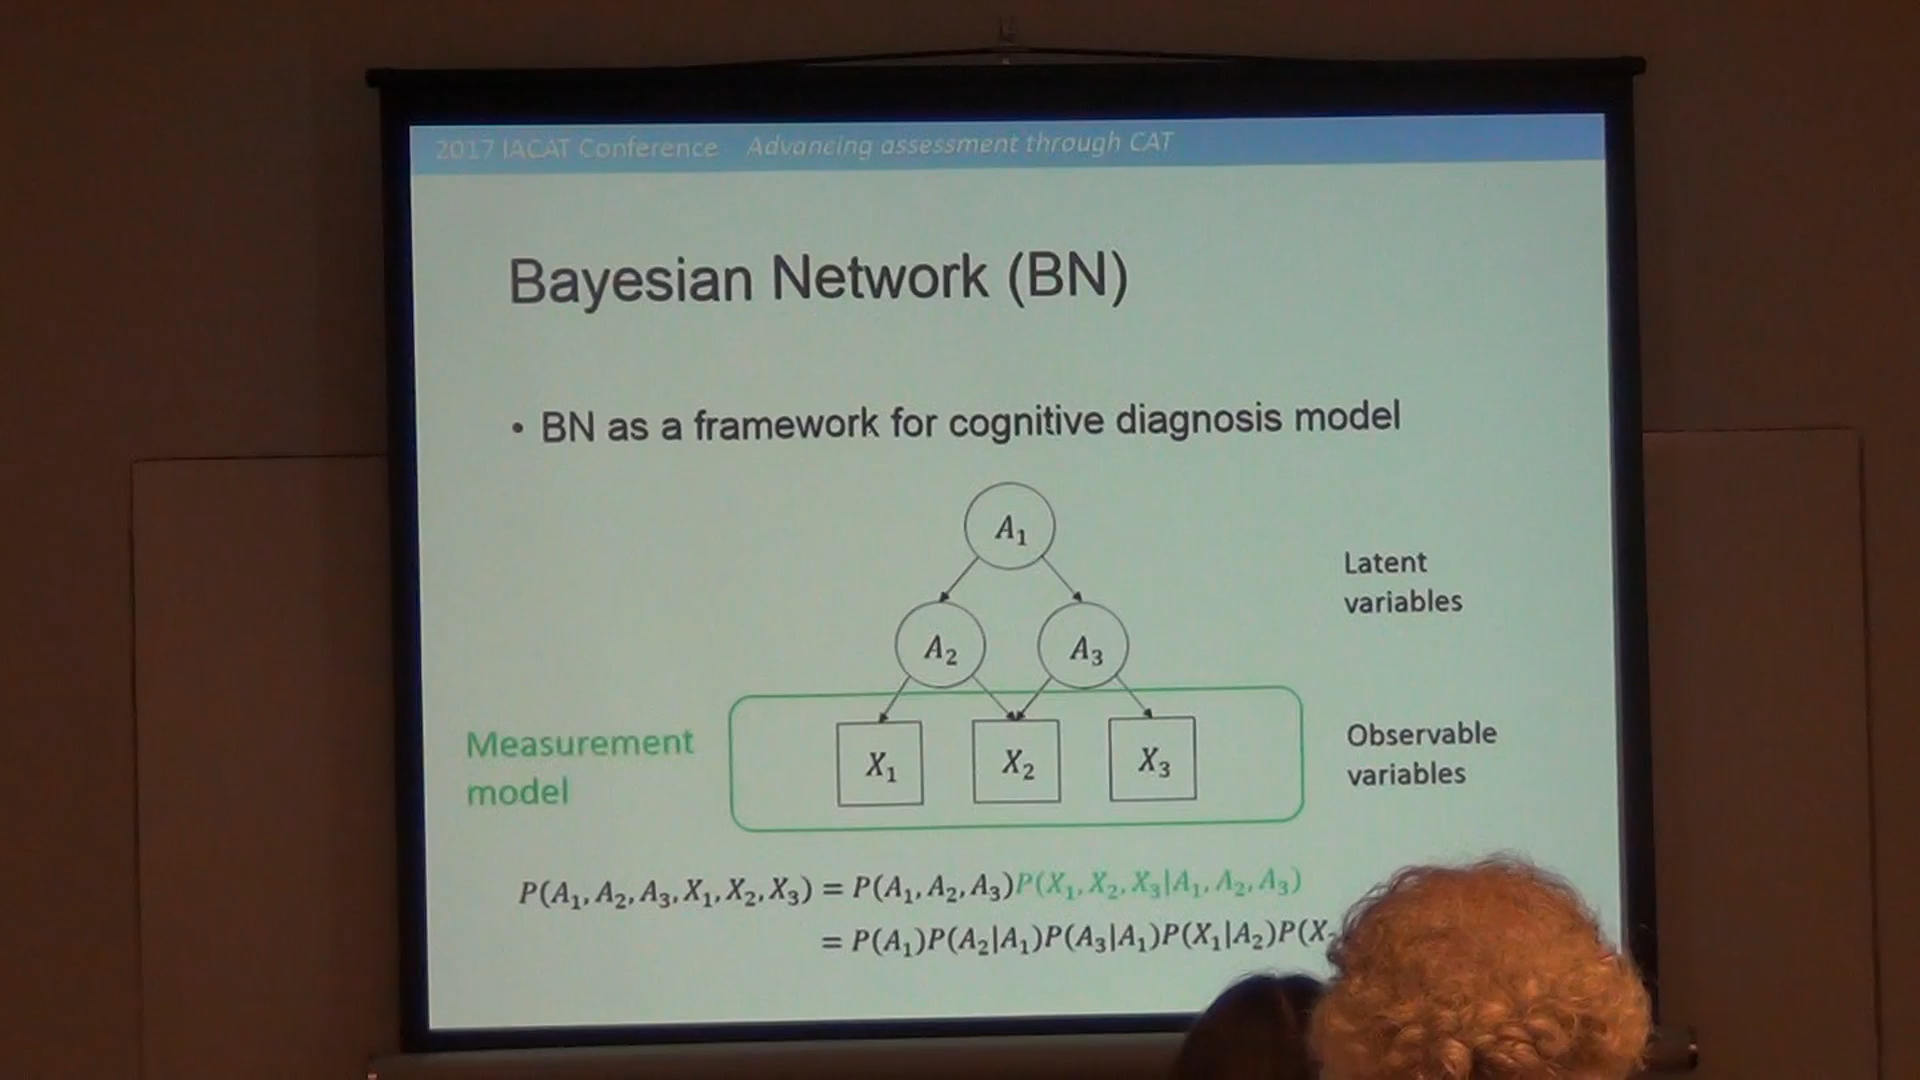 2017 IACAT Conference Advancing assessment through CAT
Bayesian Network (BN)
• BN as a framework for cognitive diagnosis model
A₁
Latent
variables
A₂ A₃
Measurement
model
X₁ X₂ X₃
Observable
variables
P(A₁, A₂, A₃, X₁, X₂, X₃) = P(A₁, A₂, A₃)P(X₁, X₂, X₃|A₁, A₂, A₃)
= P(A₁)P(A₂|A₁)P(A₃|A₁)P(X₁|A₂)P(X